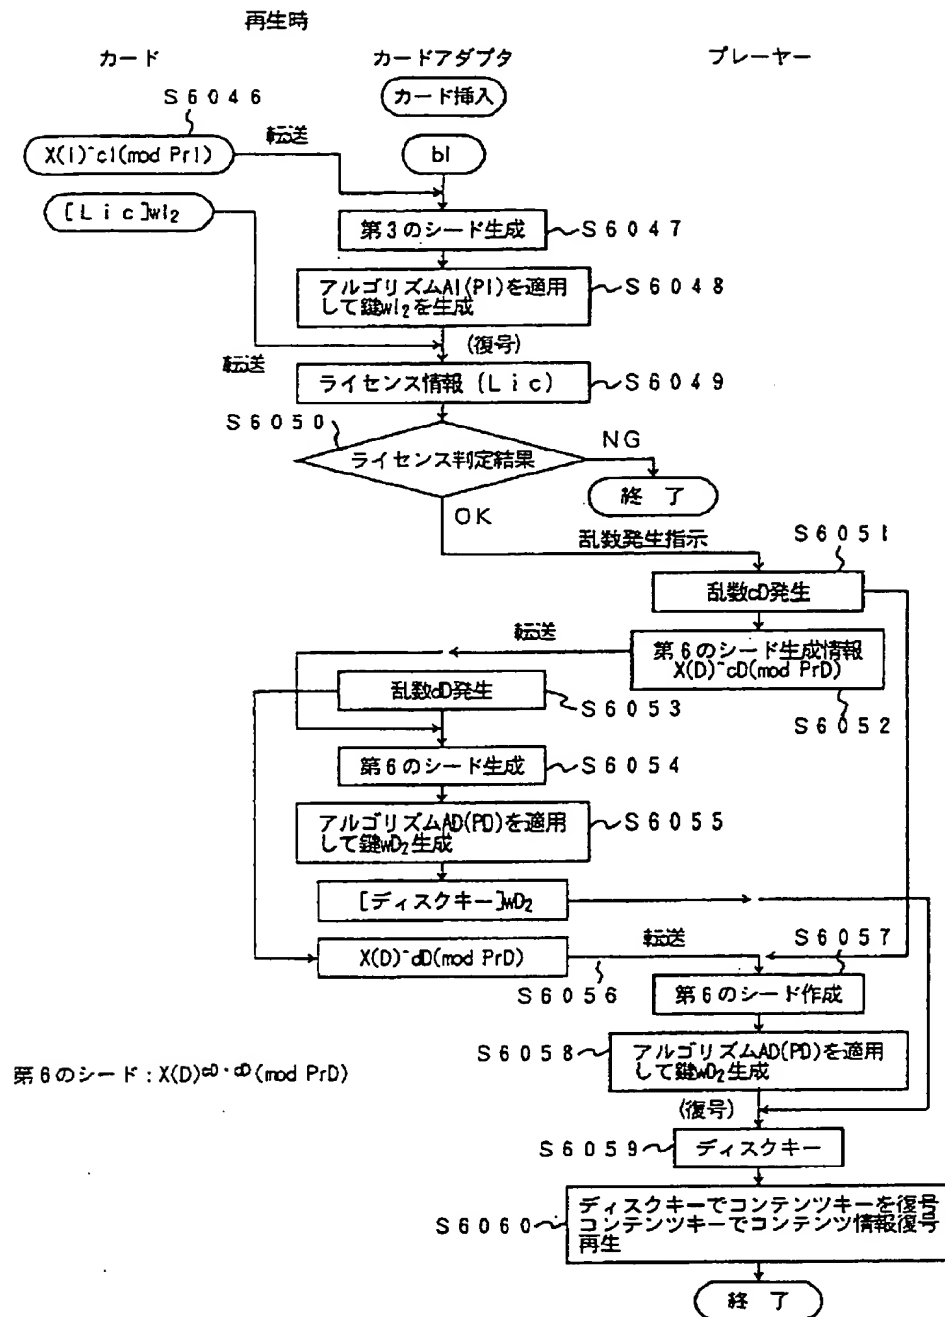 再生時
カード
カードアダプタ
プレーヤー
S6046
カード挿入
X(I)^cI(mod PrI)
転送
bI
[Lic]wI₂
第3のシード生成
S6047
アルゴリズムAI(PI)を適用
して鍵wI₂を生成
S6048
転送
(復号)
ライセンス情報(Lic)
S6049
S6050
ライセンス判定結果
NG
終 了
OK
乱数発生指示
S6051
乱数cD発生
転送
第6のシード生成情報
X(D)^cD(mod PrD)
乱数dD発生
S6053
S6052
第6のシード生成
S6054
アルゴリズムAD(PD)を適用
して鍵wD₂生成
S6055
[ディスクキー]wD₂
X(D)^dD(mod PrD)
転送
S6057
S6056
第6のシード作成
S6058
アルゴリズムAD(PD)を適用
して鍵wD₂生成
第6のシード:X(D)^cD・dD(mod PrD)
(復号)
S6059
ディスクキー
S6060
ディスクキーでコンテンツキーを復号
コンテンツキーでコンテンツ情報復号
再生
終 了